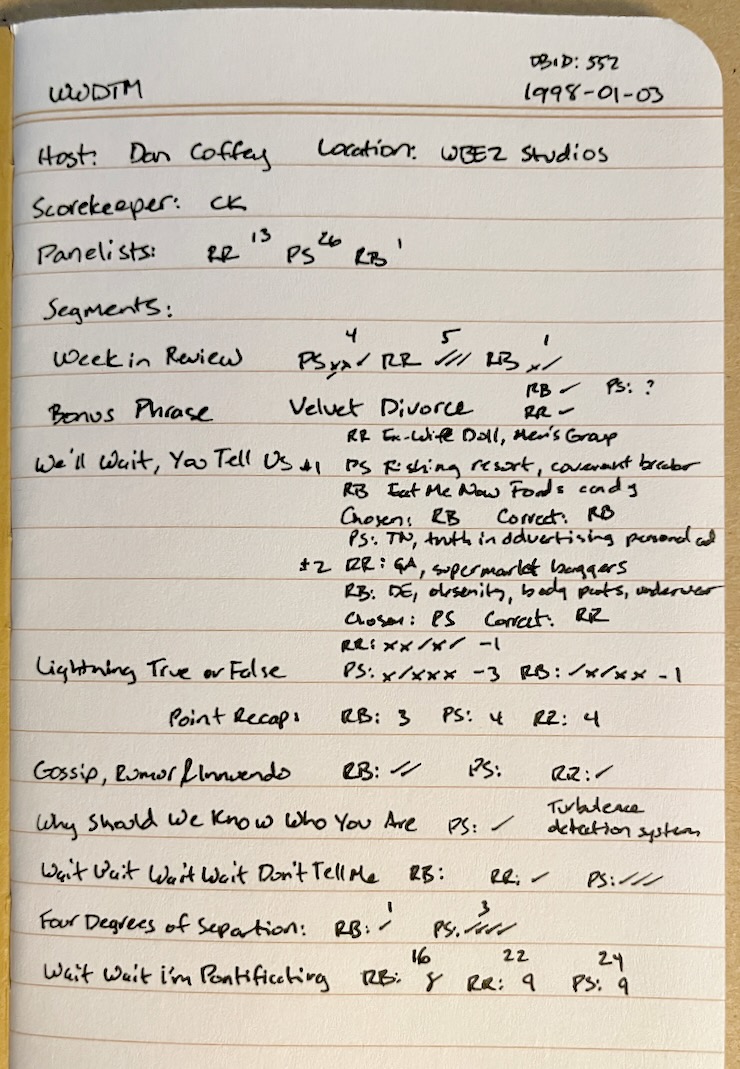 DBID: 552
WWDTM 1998-01-03
Host: Dan Coffey Location: WBEZ Studios
Scorekeeper: CK
Panelists: RR 13 PS 26 RB 1
Segments:
4 5 1
Week in Review PS xx✓ RR ✓✓✓ RB x✓
RB ✓ PS: ?
Bonus Phrase Velvet Divorce RR ✓
RR Ex-Wife Doll, Men's Group
We'll Wait, You Tell Us #1 PS Fishing resort, covenant breaker
RB Eat Me Now Foods candy
Chosen: RB Correct: RB
PS: TN, truth in advertising personal ad
#2 RR: GA, supermarket baggers
RB: DE, obsenity, body parts, underwear
Chosen: PS Correct: RR
RR: xx✓x✓ -1
Lightning True or False PS: x✓xxx -3 RB: ✓x✓xx -1
Point Recap: RB: 3 PS: 4 RR: 4
Gossip, Rumor & Innuendo RB: ✓✓ PS: RR: ✓
Turbulence
Why Should We Know Who You Are PS: ✓ detection system
Wait Wait Wait Wait Don't Tell Me RB: RR: ✓ PS: ✓✓✓
1 3
Four Degrees of Separtion: RB: ✓ PS: ✓✓✓✓
16 22 24
Wait Wait I'm Pontificating RB: 8 RR: 9 PS: 9